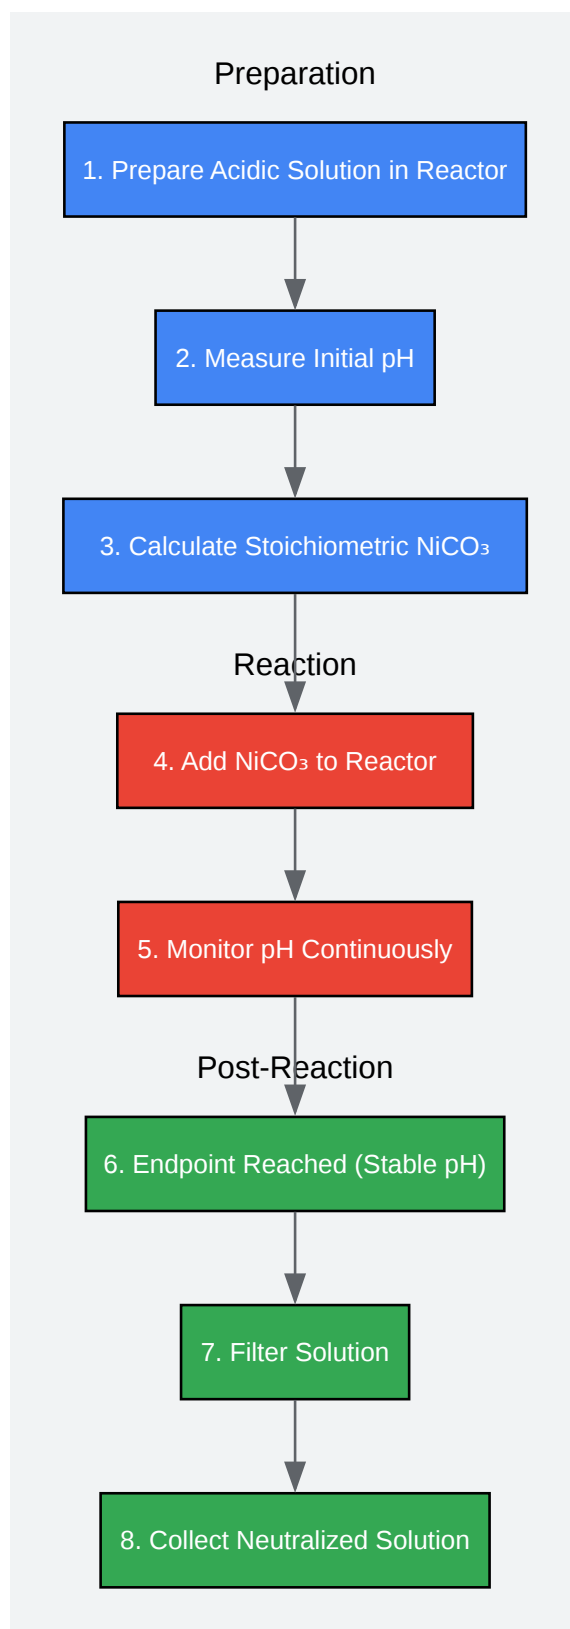 Preparation
1. Prepare Acidic Solution in Reactor
2. Measure Initial pH
3. Calculate Stoichiometric NiCO₃
Reaction
4. Add NiCO₃ to Reactor
5. Monitor pH Continuously
Post-Reaction
6. Endpoint Reached (Stable pH)
7. Filter Solution
8. Collect Neutralized Solution